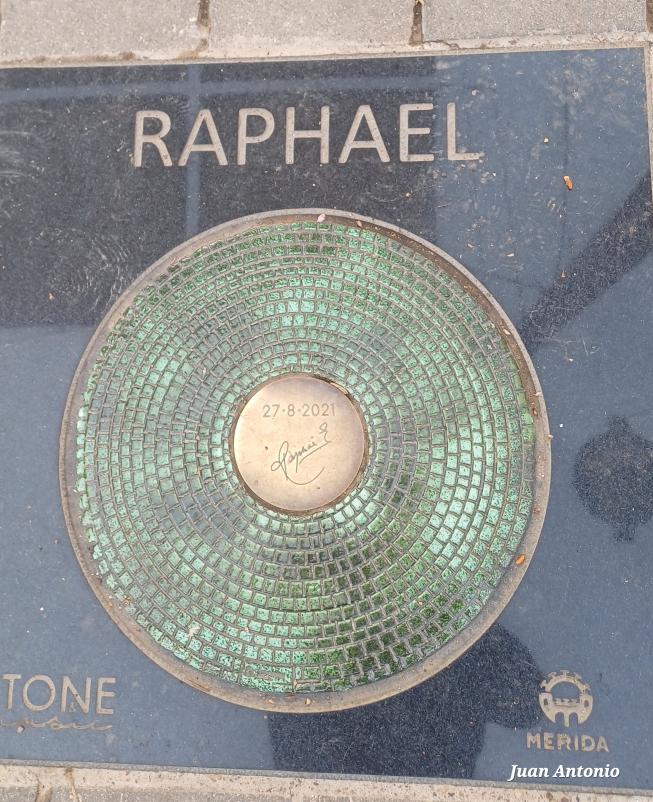 RAPHAEL
27·8·2021
TONE
MERIDA
Juan Antonio